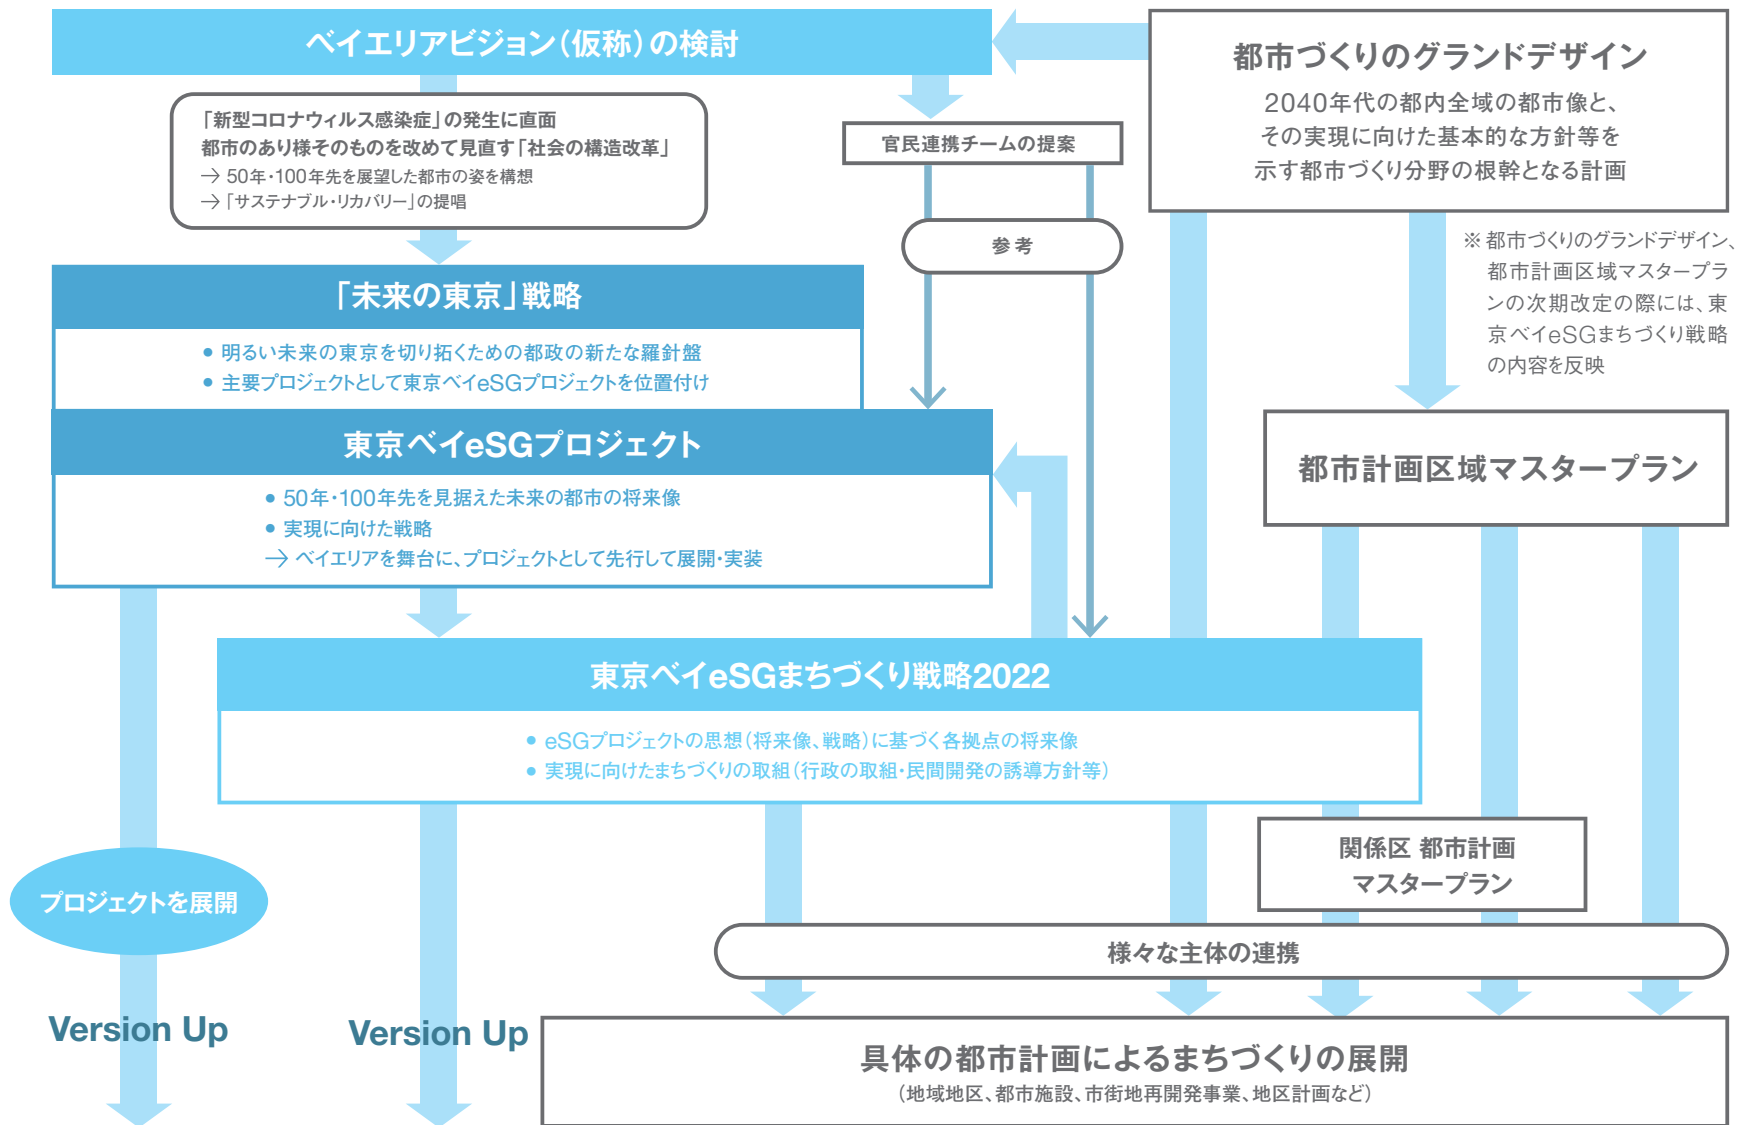 ベイエリアビジョン（仮称）の検討
都市づくりのグランドデザイン
2040年代の都内全域の都市像と、
その実現に向けた基本的な方針等を
示す都市づくり分野の根幹となる計画
「新型コロナウィルス感染症」の発生に直面
都市のあり様そのものを改めて見直す「社会の構造改革」
→ 50年・100年先を展望した都市の姿を構想
→「サステナブル・リカバリー」の提唱
官民連携チームの提案
参考
※都市づくりのグランドデザイン、
都市計画区域マスタープラ
ンの次期改定の際には、東
京ベイeSGまちづくり戦略
の内容を反映
「未来の東京」戦略
● 明るい未来の東京を切り拓くための都政の新たな羅針盤
● 主要プロジェクトとして東京ベイeSGプロジェクトを位置付け
東京ベイeSGプロジェクト
● 50年・100年先を見据えた未来の都市の将来像
● 実現に向けた戦略
→ ベイエリアを舞台に、プロジェクトとして先行して展開・実装
都市計画区域マスタープラン
東京ベイeSGまちづくり戦略2022
● eSGプロジェクトの思想（将来像、戦略）に基づく各拠点の将来像
● 実現に向けたまちづくりの取組（行政の取組・民間開発の誘導方針等）
関係区 都市計画
マスタープラン
プロジェクトを展開
様々な主体の連携
Version Up
Version Up
具体の都市計画によるまちづくりの展開
（地域地区、都市施設、市街地再開発事業、地区計画など）